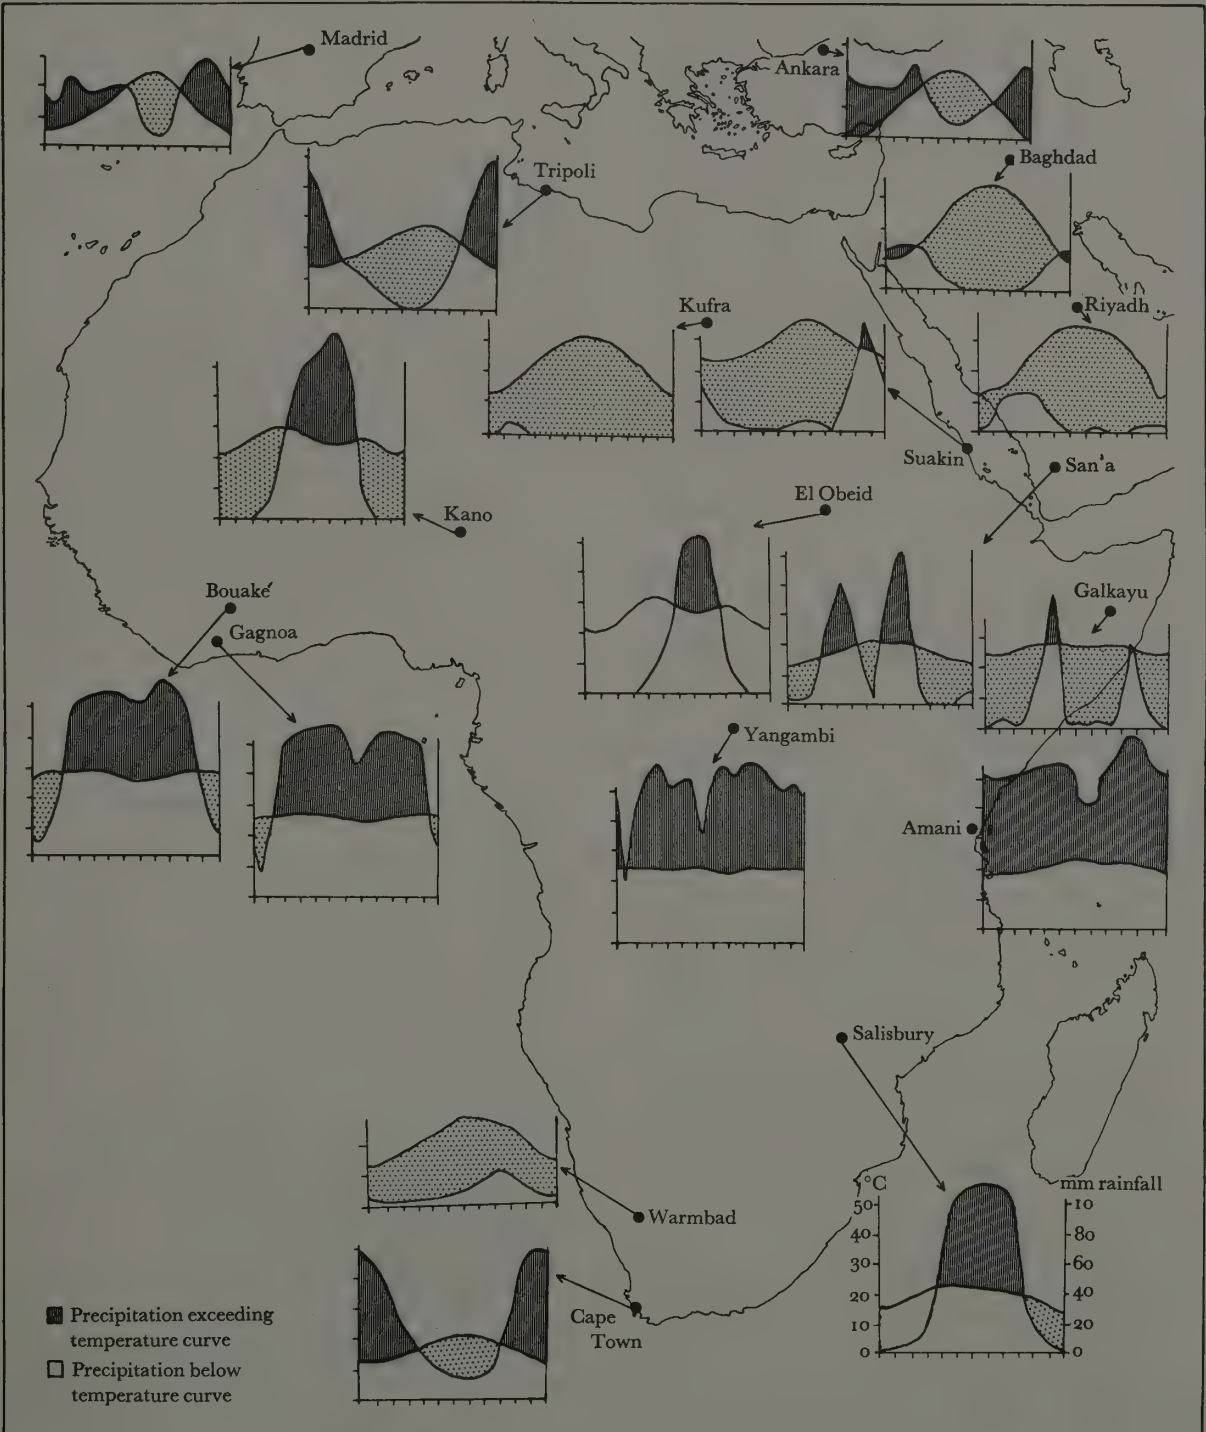 Madrid
Ankara
Baghdad
Tripoli
Kufra
Riyadh
Suakin
San'a
Kano
El Obeid
Bouaké
Galkayu
Gagnoa
Yangambi
Amani
Salisbury
°C
mm rainfall
50
10
40
80
30
60
20
40
10
20
0
0
Warmbad
Cape
Town
Precipitation exceeding
temperature curve
Precipitation below
temperature curve